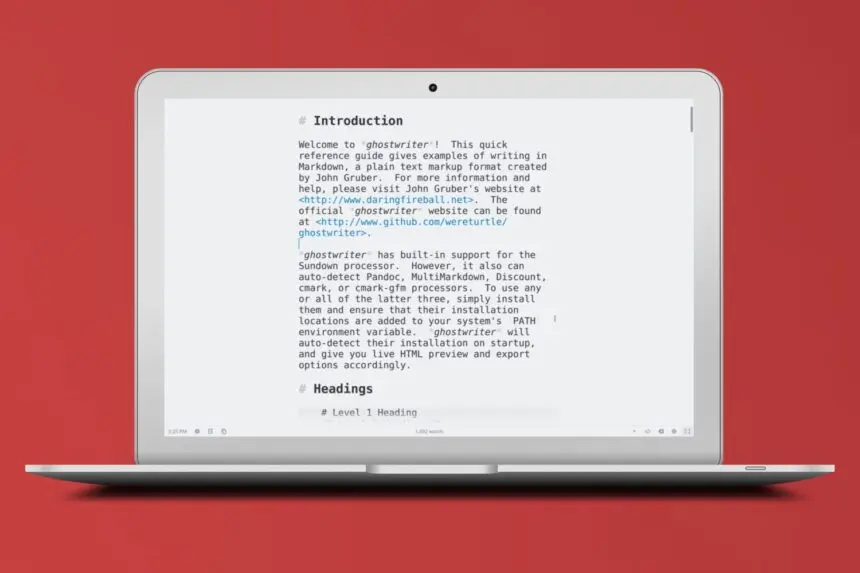 # Introduction
Welcome to *ghostwriter*!  This quick
reference guide gives examples of writing in
Markdown, a plain text markup format created
by John Gruber.  For more information and
help, please visit John Gruber's website at
<http://www.daringfireball.net>.  The
official *ghostwriter* website can be found
at <http://www.github.com/wereturtle/
ghostwriter>.
*ghostwriter* has built-in support for the
Sundown processor.  However, it also can
auto-detect Pandoc, MultiMarkdown, Discount,
cmark, or cmark-gfm processors.  To use any
or all of the latter three, simply install
them and ensure that their installation
locations are added to your system's  PATH
environment variable.  *ghostwriter* will
auto-detect their installation on startup,
and give you live HTML preview and export
options accordingly.
# Headings
# Level 1 Heading
words